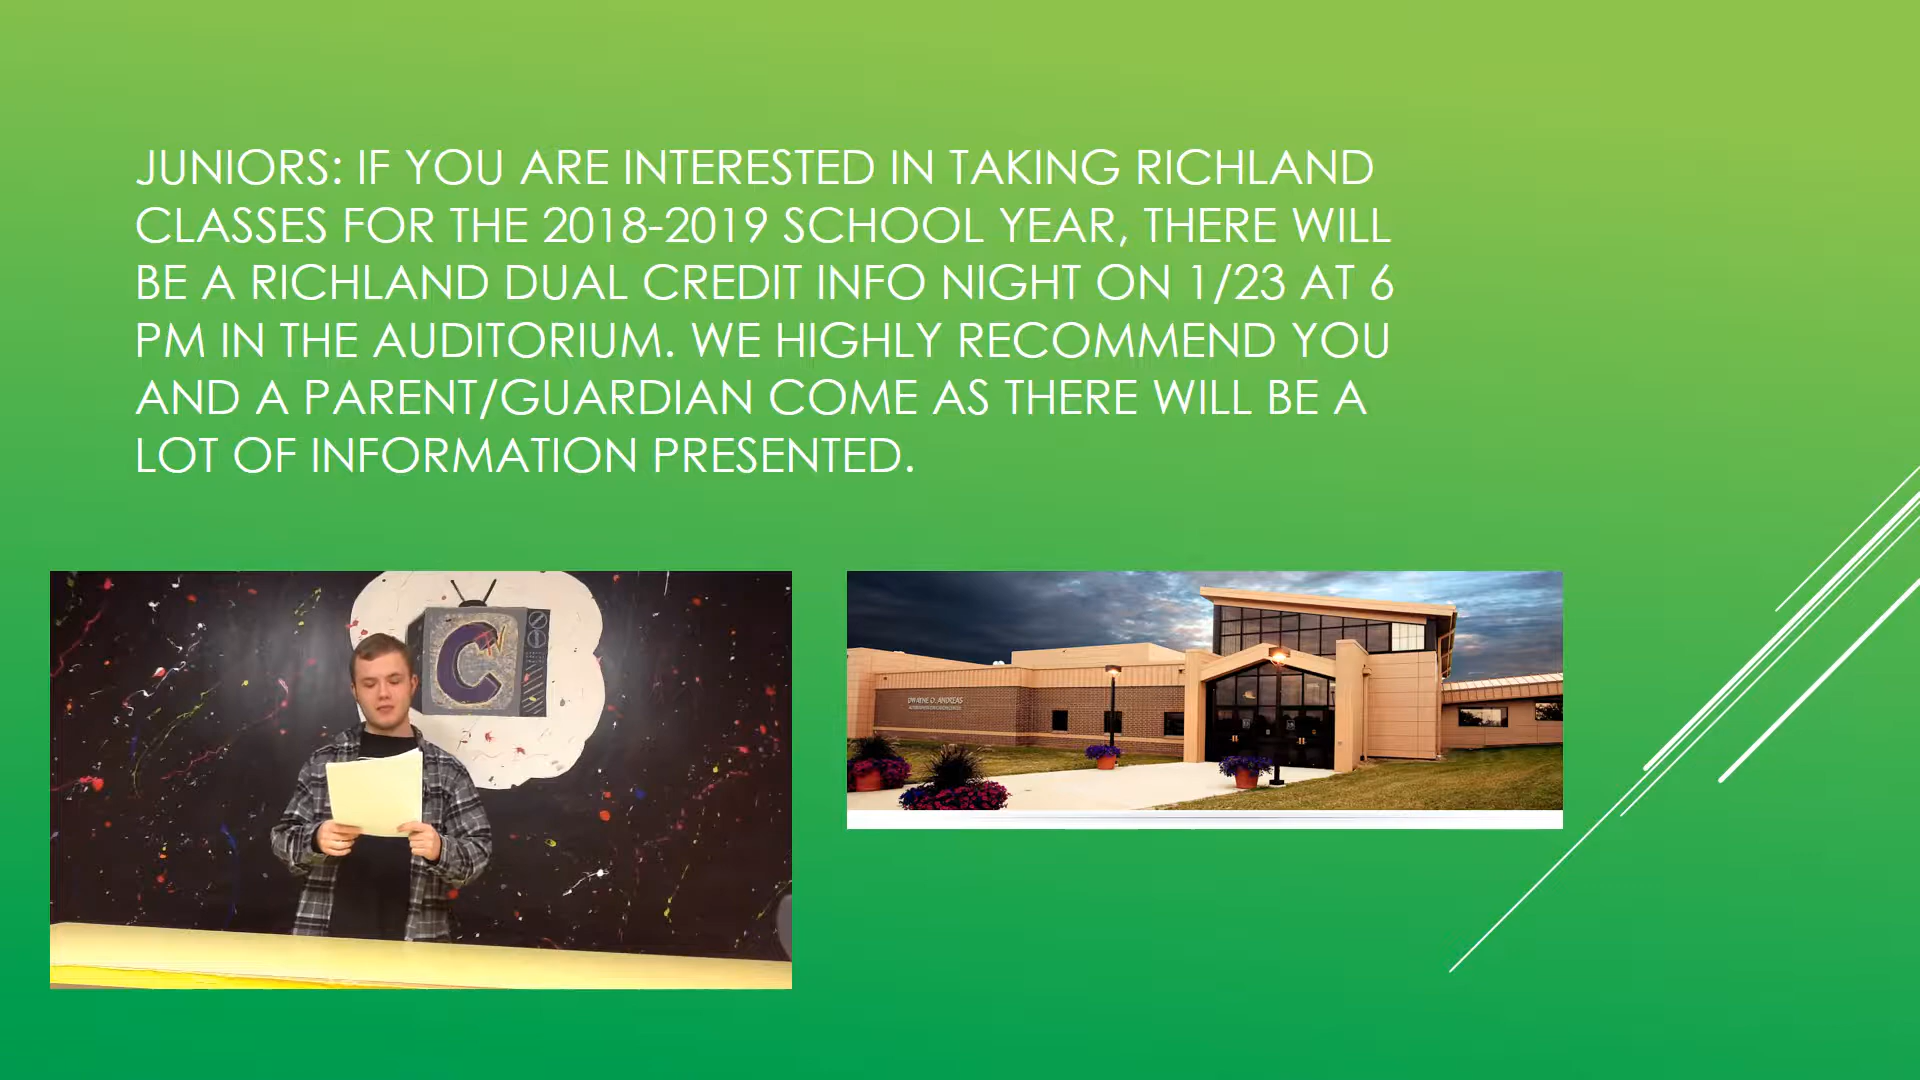 JUNIORS: IF YOU ARE INTERESTED IN TAKING RICHLAND
CLASSES FOR THE 2018-2019 SCHOOL YEAR, THERE WILL
BE A RICHLAND DUAL CREDIT INFO NIGHT ON 1/23 AT 6
PM IN THE AUDITORIUM. WE HIGHLY RECOMMEND YOU
AND A PARENT/GUARDIAN COME AS THERE WILL BE A
LOT OF INFORMATION PRESENTED.
C
DWAYNE O. ANDREAS